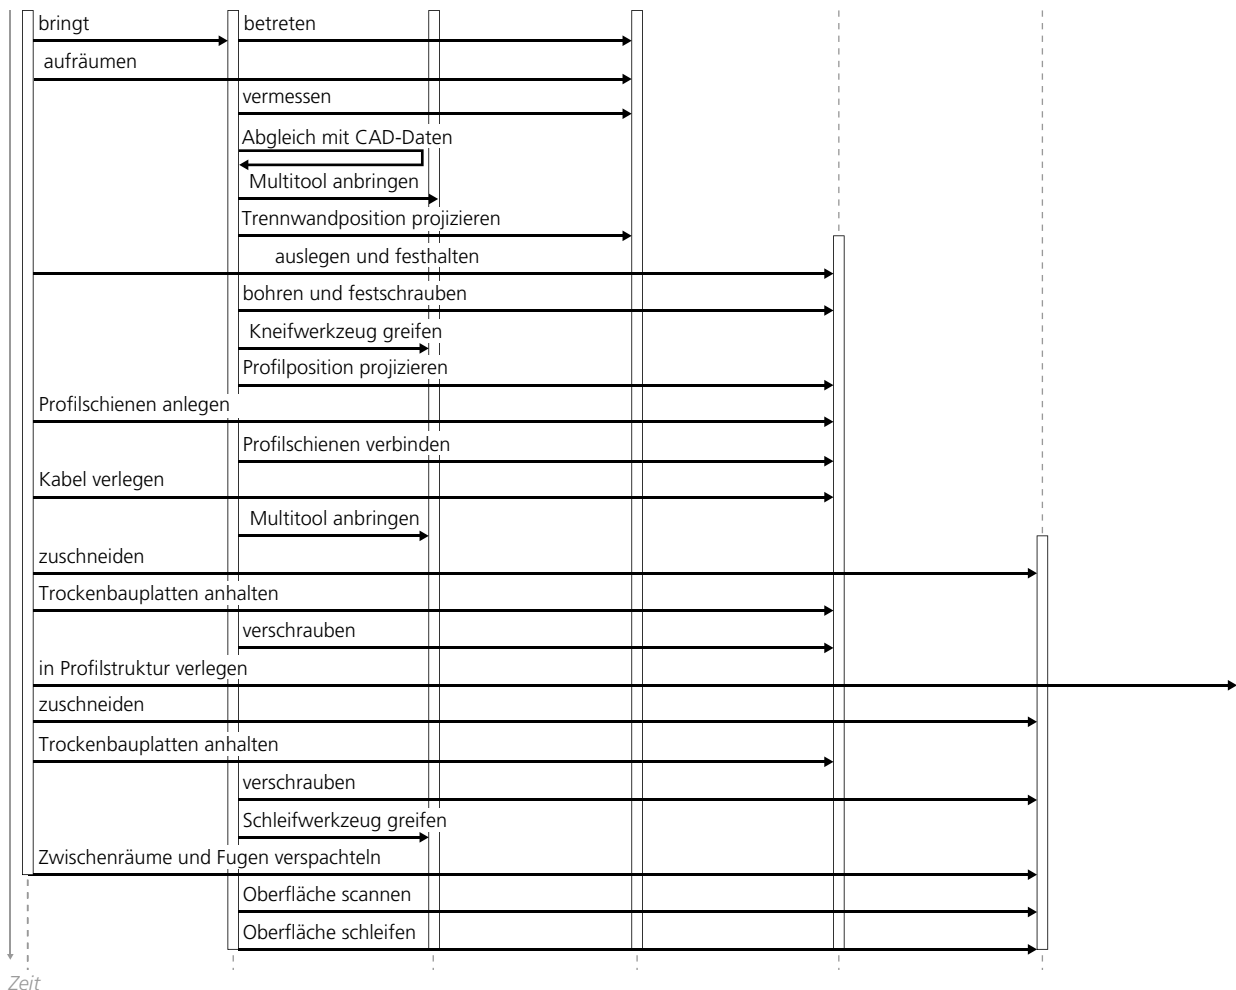 bringt
betreten
aufräumen
vermessen
Abgleich mit CAD-Daten
Multitool anbringen
Trennwandposition projizieren
auslegen und festhalten
bohren und festschrauben
Kneifwerkzeug greifen
Profilposition projizieren
Profilschienen anlegen
Profilschienen verbinden
Kabel verlegen
Multitool anbringen
zuschneiden
Trockenbauplatten anhalten
verschrauben
in Profilstruktur verlegen
zuschneiden
Trockenbauplatten anhalten
verschrauben
Schleifwerkzeug greifen
Zwischenräume und Fugen verspachteln
Oberfläche scannen
Oberfläche schleifen
Zeit